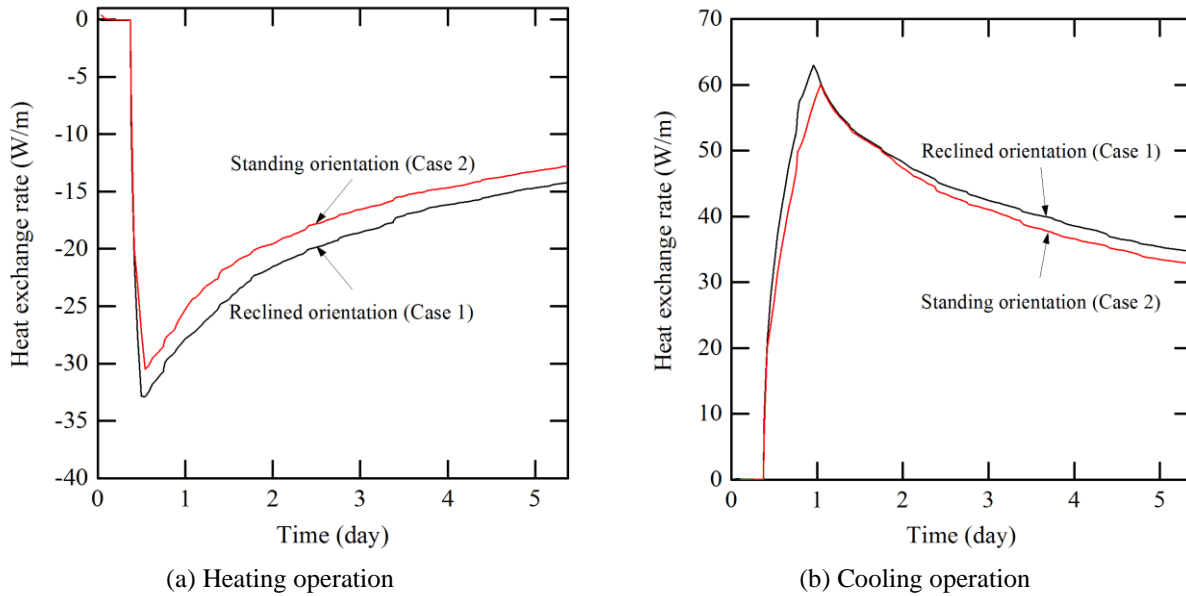 0
-5
-10
-15
-20
-25
-30
-35
-40
Heat exchange rate (W/m)
Standing orientation (Case 2)
Reclined orientation (Case 1)
0 1 2 3 4 5
Time (day)
(a) Heating operation
70
60
50
40
30
20
10
0
Heat exchange rate (W/m)
Reclined orientation (Case 1)
Standing orientation (Case 2)
0 1 2 3 4 5
Time (day)
(b) Cooling operation